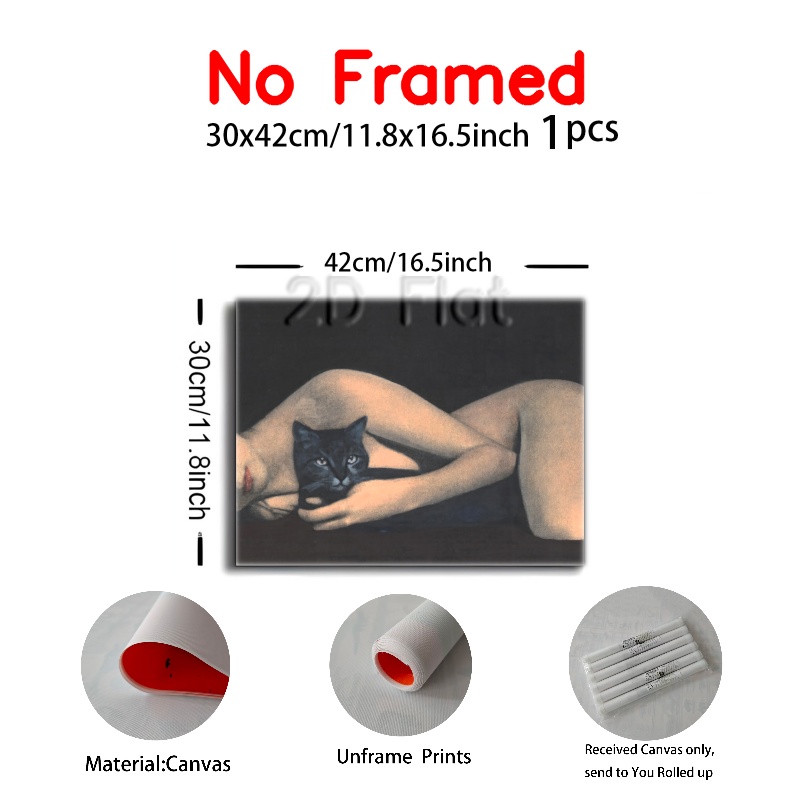 No Framed
30x42cm/11.8x16.5inch 1pcs
42cm/16.5inch
2D Flat
30cm/11.8inch
Material:Canvas
Unframe Prints
Received Canvas only,
send to You Rolled up